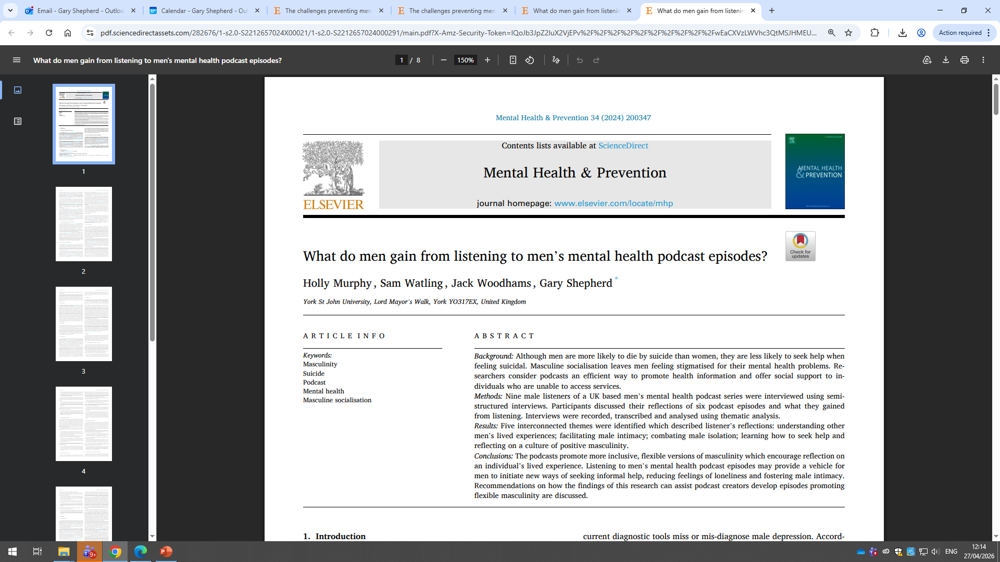 Email - Gary Shepherd - Outloo
Calendar - Gary Shepherd - Out
The challenges preventing men
The challenges preventing men
What do men gain from listenin
What do men gain from listenin
pdf.sciencedirectassets.com/282676/1-s2.0-S2212657024X00021/1-s2.0-S2212657024000291/main.pdf?X-Amz-Security-Token=IQoJb3JpZ2luX2VjEPv%2F%2F%2F%2F%2F%2F%2F%2F%2F%2FwEaCXVzLWVhc3QtMSJHMEU...
Action required
What do men gain from listening to men's mental health podcast episodes?
1 / 8
150%
1
2
3
4
Mental Health & Prevention 34 (2024) 200347
Contents lists available at ScienceDirect
Mental Health & Prevention
journal homepage: www.elsevier.com/locate/mhp
ELSEVIER
MENTAL HEALTH
& PREVENTION
Check for
updates
What do men gain from listening to men’s mental health podcast episodes?
Holly Murphy, Sam Watling, Jack Woodhams, Gary Shepherd *
York St John University, Lord Mayor's Walk, York YO317EX, United Kingdom
ARTICLE INFO
Keywords:
Masculinity
Suicide
Podcast
Mental health
Masculine socialisation
ABSTRACT
Background: Although men are more likely to die by suicide than women, they are less likely to seek help when
feeling suicidal. Masculine socialisation leaves men feeling stigmatised for their mental health problems. Re-
searchers consider podcasts an efficient way to promote health information and offer social support to in-
dividuals who are unable to access services.
Methods: Nine male listeners of a UK based men’s mental health podcast series were interviewed using semi-
structured interviews. Participants discussed their reflections of six podcast episodes and what they gained
from listening. Interviews were recorded, transcribed and analysed using thematic analysis.
Results: Five interconnected themes were identified which described listener’s reflections: understanding other
men’s lived experiences; facilitating male intimacy; combating male isolation; learning how to seek help and
reflecting on a culture of positive masculinity.
Conclusions: The podcasts promote more inclusive, flexible versions of masculinity which encourage reflection on
an individual’s lived experience. Listening to men’s mental health podcast episodes may provide a vehicle for
men to initiate new ways of seeking informal help, reducing feelings of loneliness and fostering male intimacy.
Recommendations on how the findings of this research can assist podcast creators develop episodes promoting
flexible masculinity are discussed.
1. Introduction
current diagnostic tools miss or mis-diagnose male depression. Accord-
9+
ENG
12:14
27/04/2026